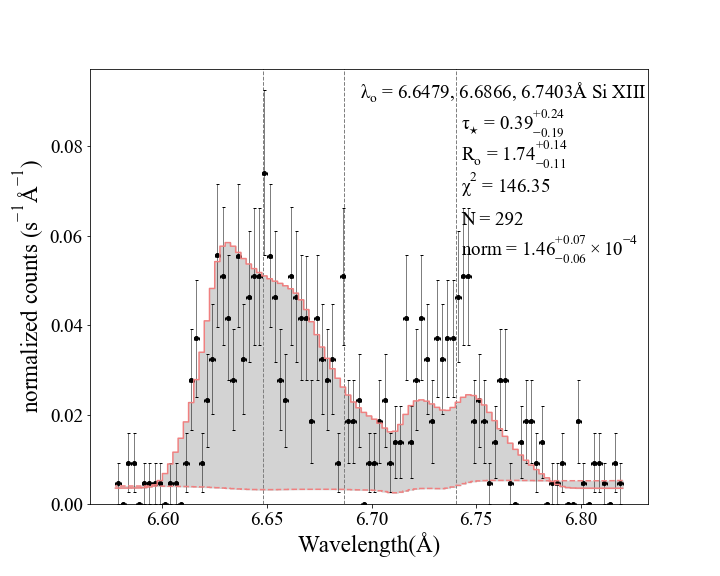 λₒ = 6.6479, 6.6866, 6.7403Å Si XIII
τ⋆ = 0.39 +0.24 −0.19
Rₒ = 1.74 +0.14 −0.11
χ² = 146.35
N = 292
norm = 1.46 +0.07 −0.06 × 10⁻⁴
normalized counts (s⁻¹ Å⁻¹)
0.08
0.06
0.04
0.02
0.00
6.60 6.65 6.70 6.75 6.80
Wavelength(Å)